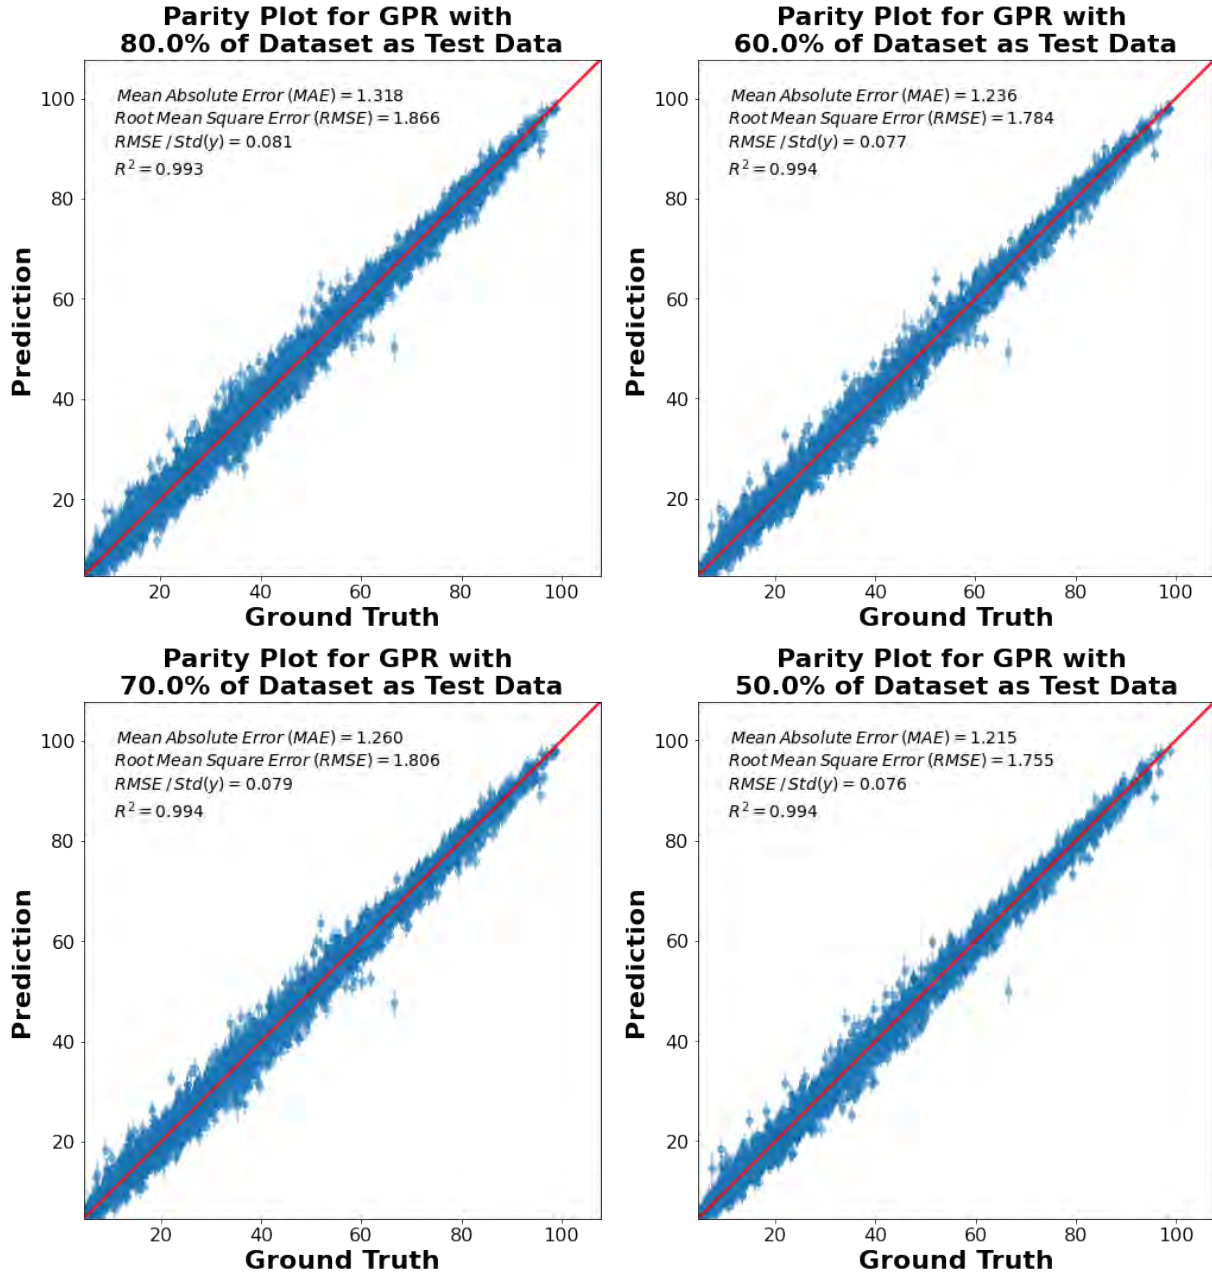 Parity Plot for GPR with
80.0% of Dataset as Test Data
Mean Absolute Error (MAE) = 1.318
Root Mean Square Error (RMSE) = 1.866
RMSE / Std(y) = 0.081
R² = 0.993
100
80
60
40
20
Prediction
20 40 60 80 100
Ground Truth
Parity Plot for GPR with
60.0% of Dataset as Test Data
Mean Absolute Error (MAE) = 1.236
Root Mean Square Error (RMSE) = 1.784
RMSE / Std(y) = 0.077
R² = 0.994
100
80
60
40
20
Prediction
20 40 60 80 100
Ground Truth
Parity Plot for GPR with
70.0% of Dataset as Test Data
Mean Absolute Error (MAE) = 1.260
Root Mean Square Error (RMSE) = 1.806
RMSE / Std(y) = 0.079
R² = 0.994
100
80
60
40
20
Prediction
20 40 60 80 100
Ground Truth
Parity Plot for GPR with
50.0% of Dataset as Test Data
Mean Absolute Error (MAE) = 1.215
Root Mean Square Error (RMSE) = 1.755
RMSE / Std(y) = 0.076
R² = 0.994
100
80
60
40
20
Prediction
20 40 60 80 100
Ground Truth